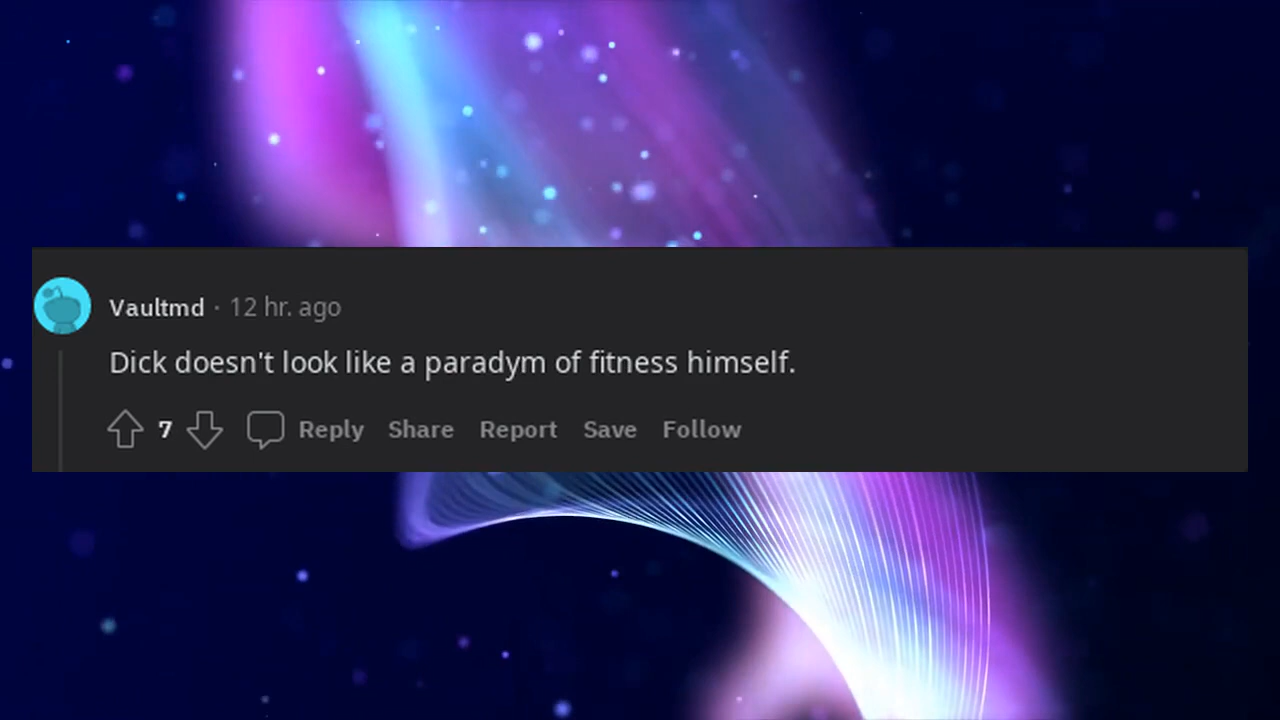 Vaultmd · 12 hr. ago
Dick doesn't look like a paradym of fitness himself.
7 Reply Share Report Save Follow